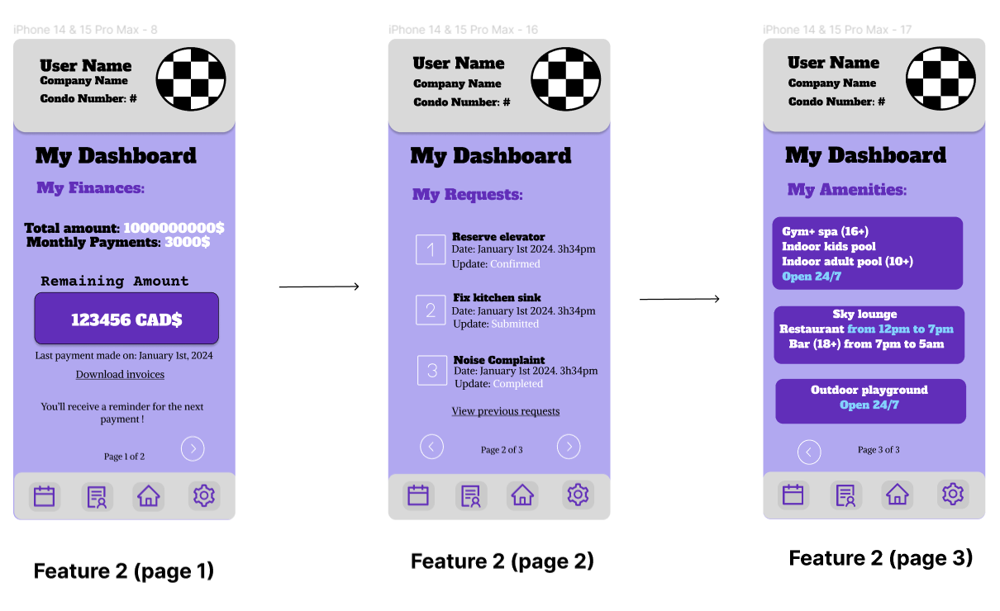 iPhone 14 & 15 Pro Max - 8
User Name
Company Name
Condo Number: #
My Dashboard
My Finances:
Total amount: 1000000000$
Monthly Payments: 3000$
Remaining Amount
123456 CAD$
Last payment made on: January 1st, 2024
Download invoices
You'll receive a reminder for the next
payment !
Page 1 of 2
Feature 2 (page 1)
iPhone 14 & 15 Pro Max - 16
User Name
Company Name
Condo Number: #
My Dashboard
My Requests:
1
Reserve elevator
Date: January 1st 2024. 3h34pm
Update: Confirmed
2
Fix kitchen sink
Date: January 1st 2024. 3h34pm
Update: Submitted
3
Noise Complaint
Date: January 1st 2024. 3h34pm
Update: Completed
View previous requests
Page 2 of 3
Feature 2 (page 2)
iPhone 14 & 15 Pro Max - 17
User Name
Company Name
Condo Number: #
My Dashboard
My Amenities:
Gym+ spa (16+)
Indoor kids pool
Indoor adult pool (10+)
Open 24/7
Sky lounge
Restaurant from 12pm to 7pm
Bar (18+) from 7pm to 5am
Outdoor playground
Open 24/7
Page 3 of 3
Feature 2 (page 3)